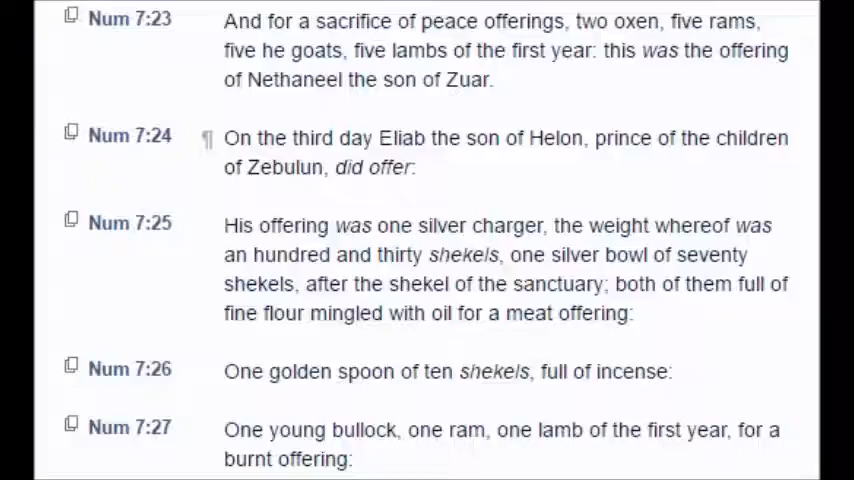 Num 7:23 And for a sacrifice of peace offerings, two oxen, five rams,
five he goats, five lambs of the first year: this was the offering
of Nethaneel the son of Zuar.
Num 7:24 ¶ On the third day Eliab the son of Helon, prince of the children
of Zebulun, did offer:
Num 7:25 His offering was one silver charger, the weight whereof was
an hundred and thirty shekels, one silver bowl of seventy
shekels, after the shekel of the sanctuary; both of them full of
fine flour mingled with oil for a meat offering:
Num 7:26 One golden spoon of ten shekels, full of incense:
Num 7:27 One young bullock, one ram, one lamb of the first year, for a
burnt offering: